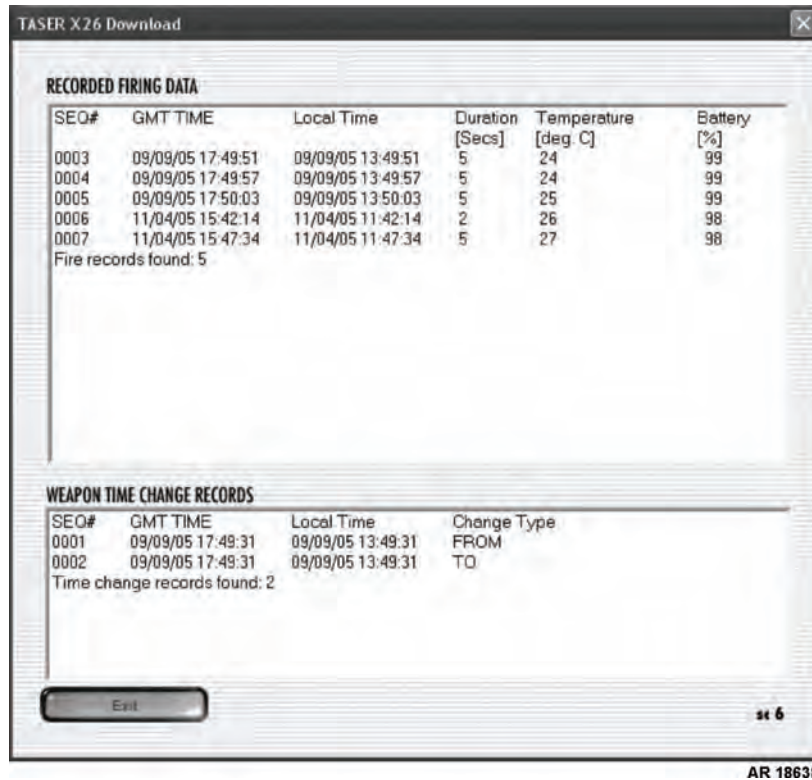 TASER X26 Download
RECORDED FIRING DATA
SEQ# GMT TIME Local Time Duration Temperature Battery
[Secs] [deg. C] [%]
0003 09/09/05 17:49:51 09/09/05 13:49:51 5 24 99
0004 09/09/05 17:49:57 09/09/05 13:49:57 5 24 99
0005 09/09/05 17:50:03 09/09/05 13:50:03 5 25 99
0006 11/04/05 15:42:14 11/04/05 11:42:14 2 26 98
0007 11/04/05 15:47:34 11/04/05 11:47:34 5 27 98
Fire records found: 5
WEAPON TIME CHANGE RECORDS
SEQ# GMT TIME Local Time Change Type
0001 09/09/05 17:49:31 09/09/05 13:49:31 FROM
0002 09/09/05 17:49:31 09/09/05 13:49:31 TO
Time change records found: 2
Exit
sc 6
AR 1863